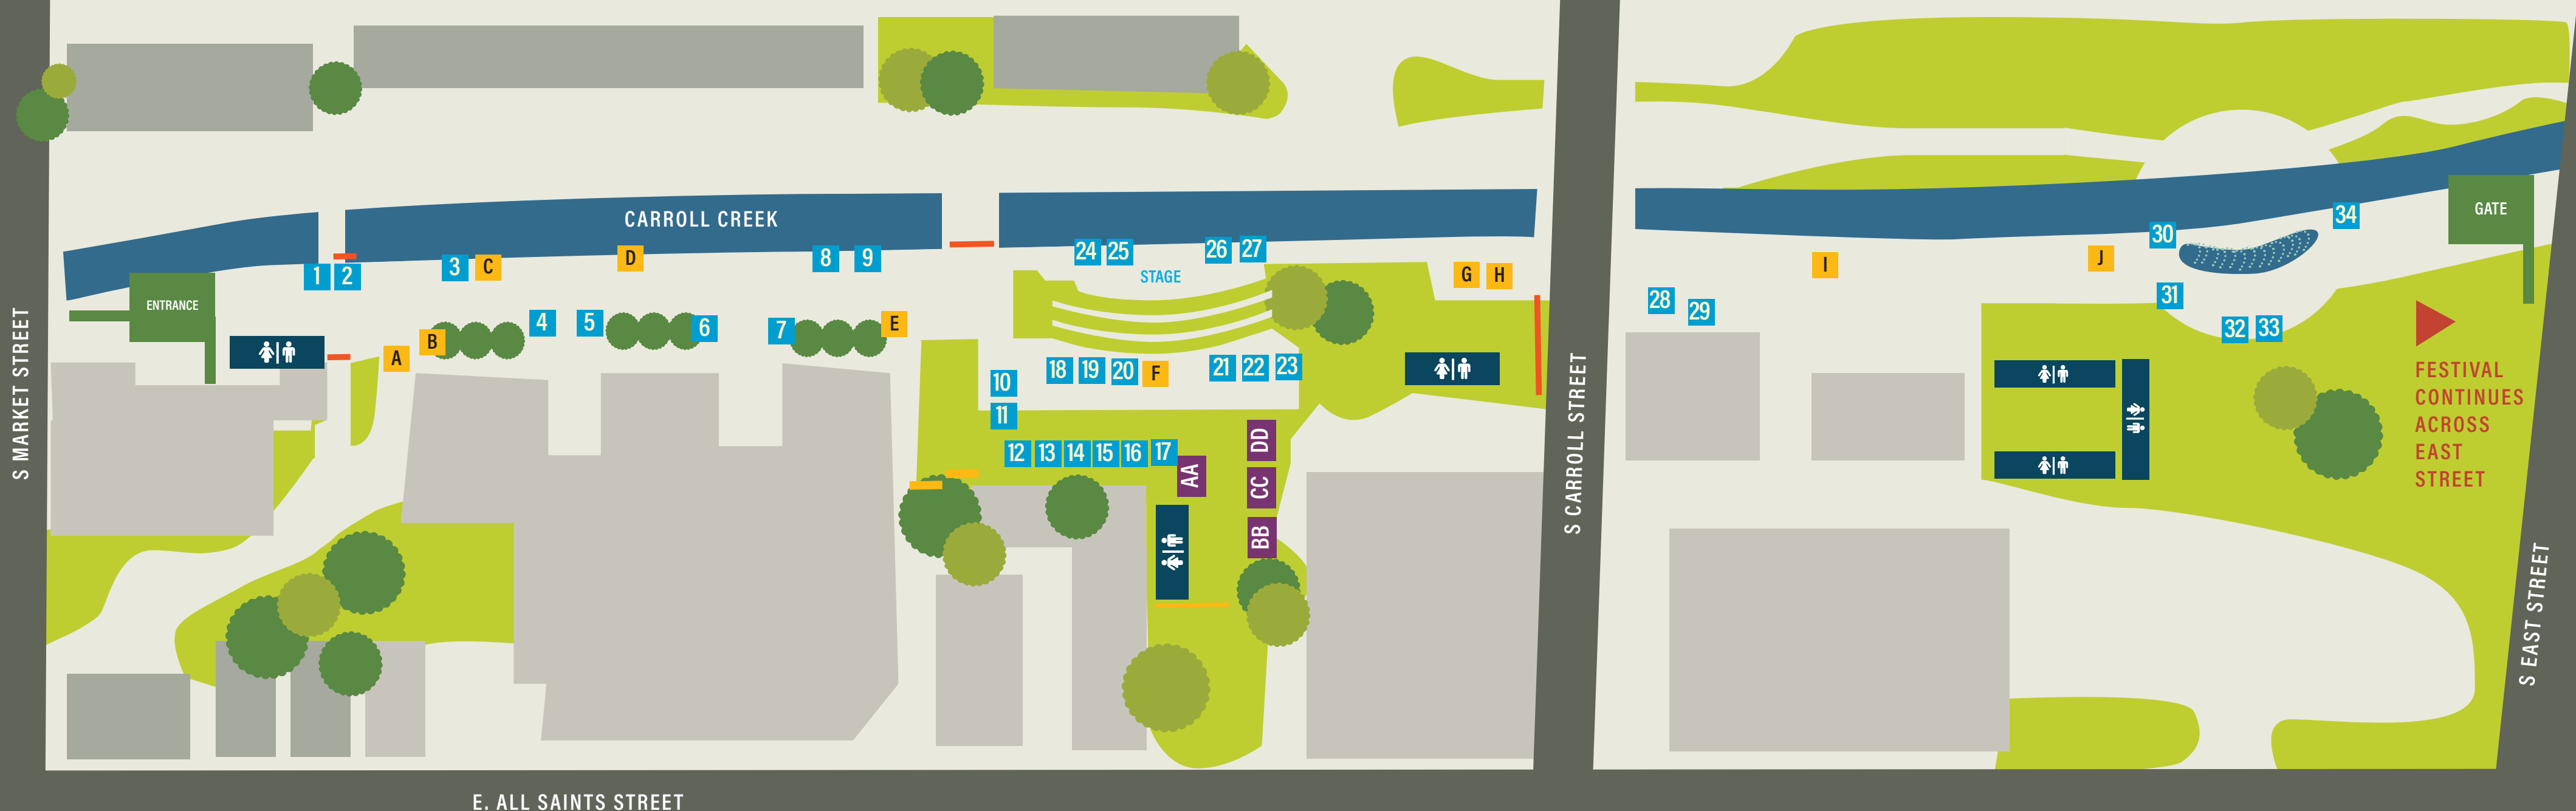 CARROLL CREEK
ENTRANCE
1
2
3
C
D
8
9
24
25
26
27
STAGE
G
H
I
J
30
34
GATE
A
B
4
5
6
7
E
28
29
31
32
33
10
11
18
19
20
F
21
22
23
12
13
14
15
16
17
AA
DD
CC
BB
FESTIVAL
CONTINUES
ACROSS
EAST
STREET
S MARKET STREET
S CARROLL STREET
S EAST STREET
E. ALL SAINTS STREET